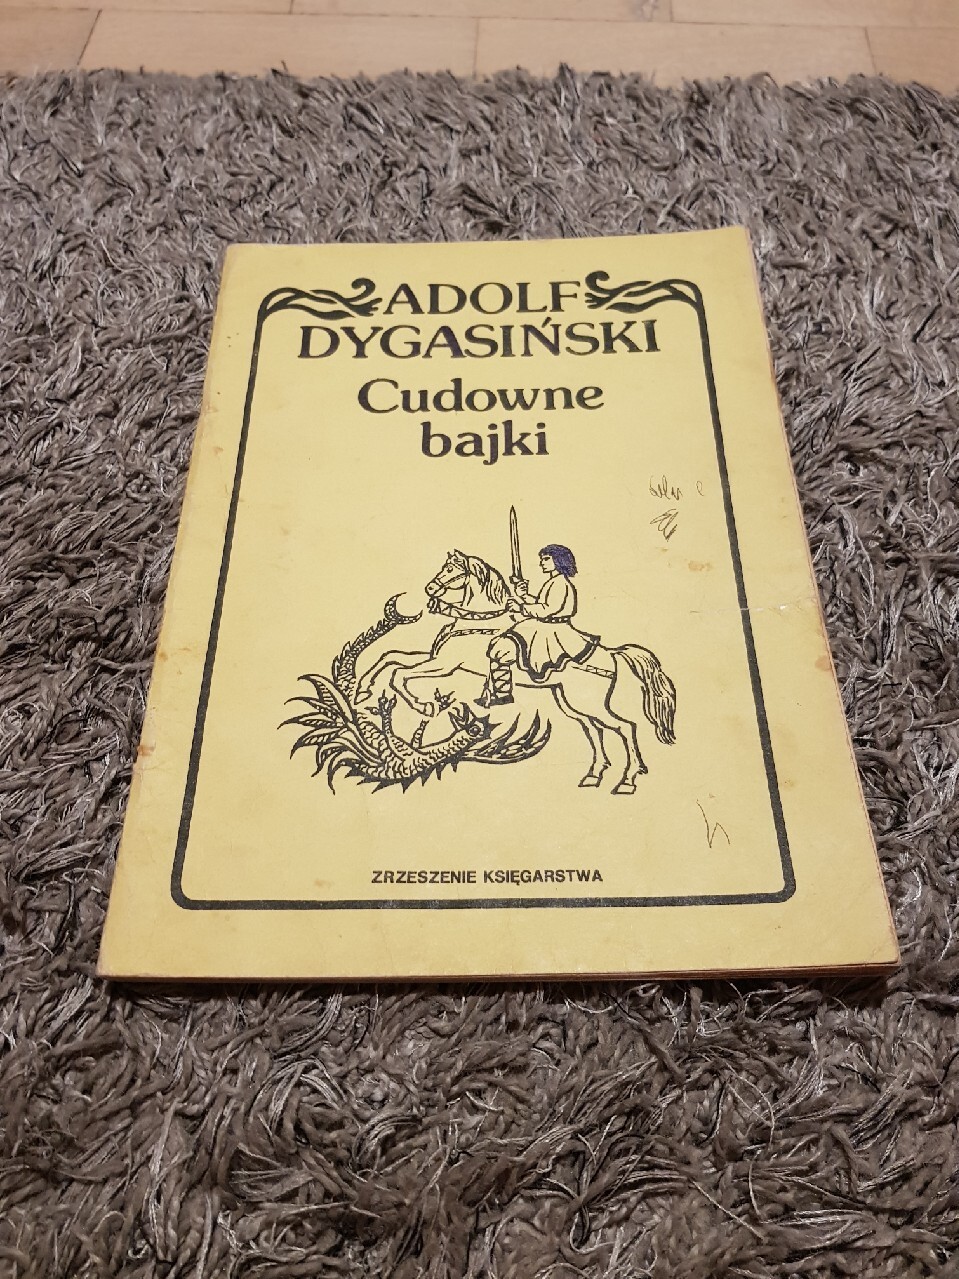 ADOLF
DYGASIŃSKI
Cudowne
bajki
ZRZESZENIE KSIĘGARSTWA